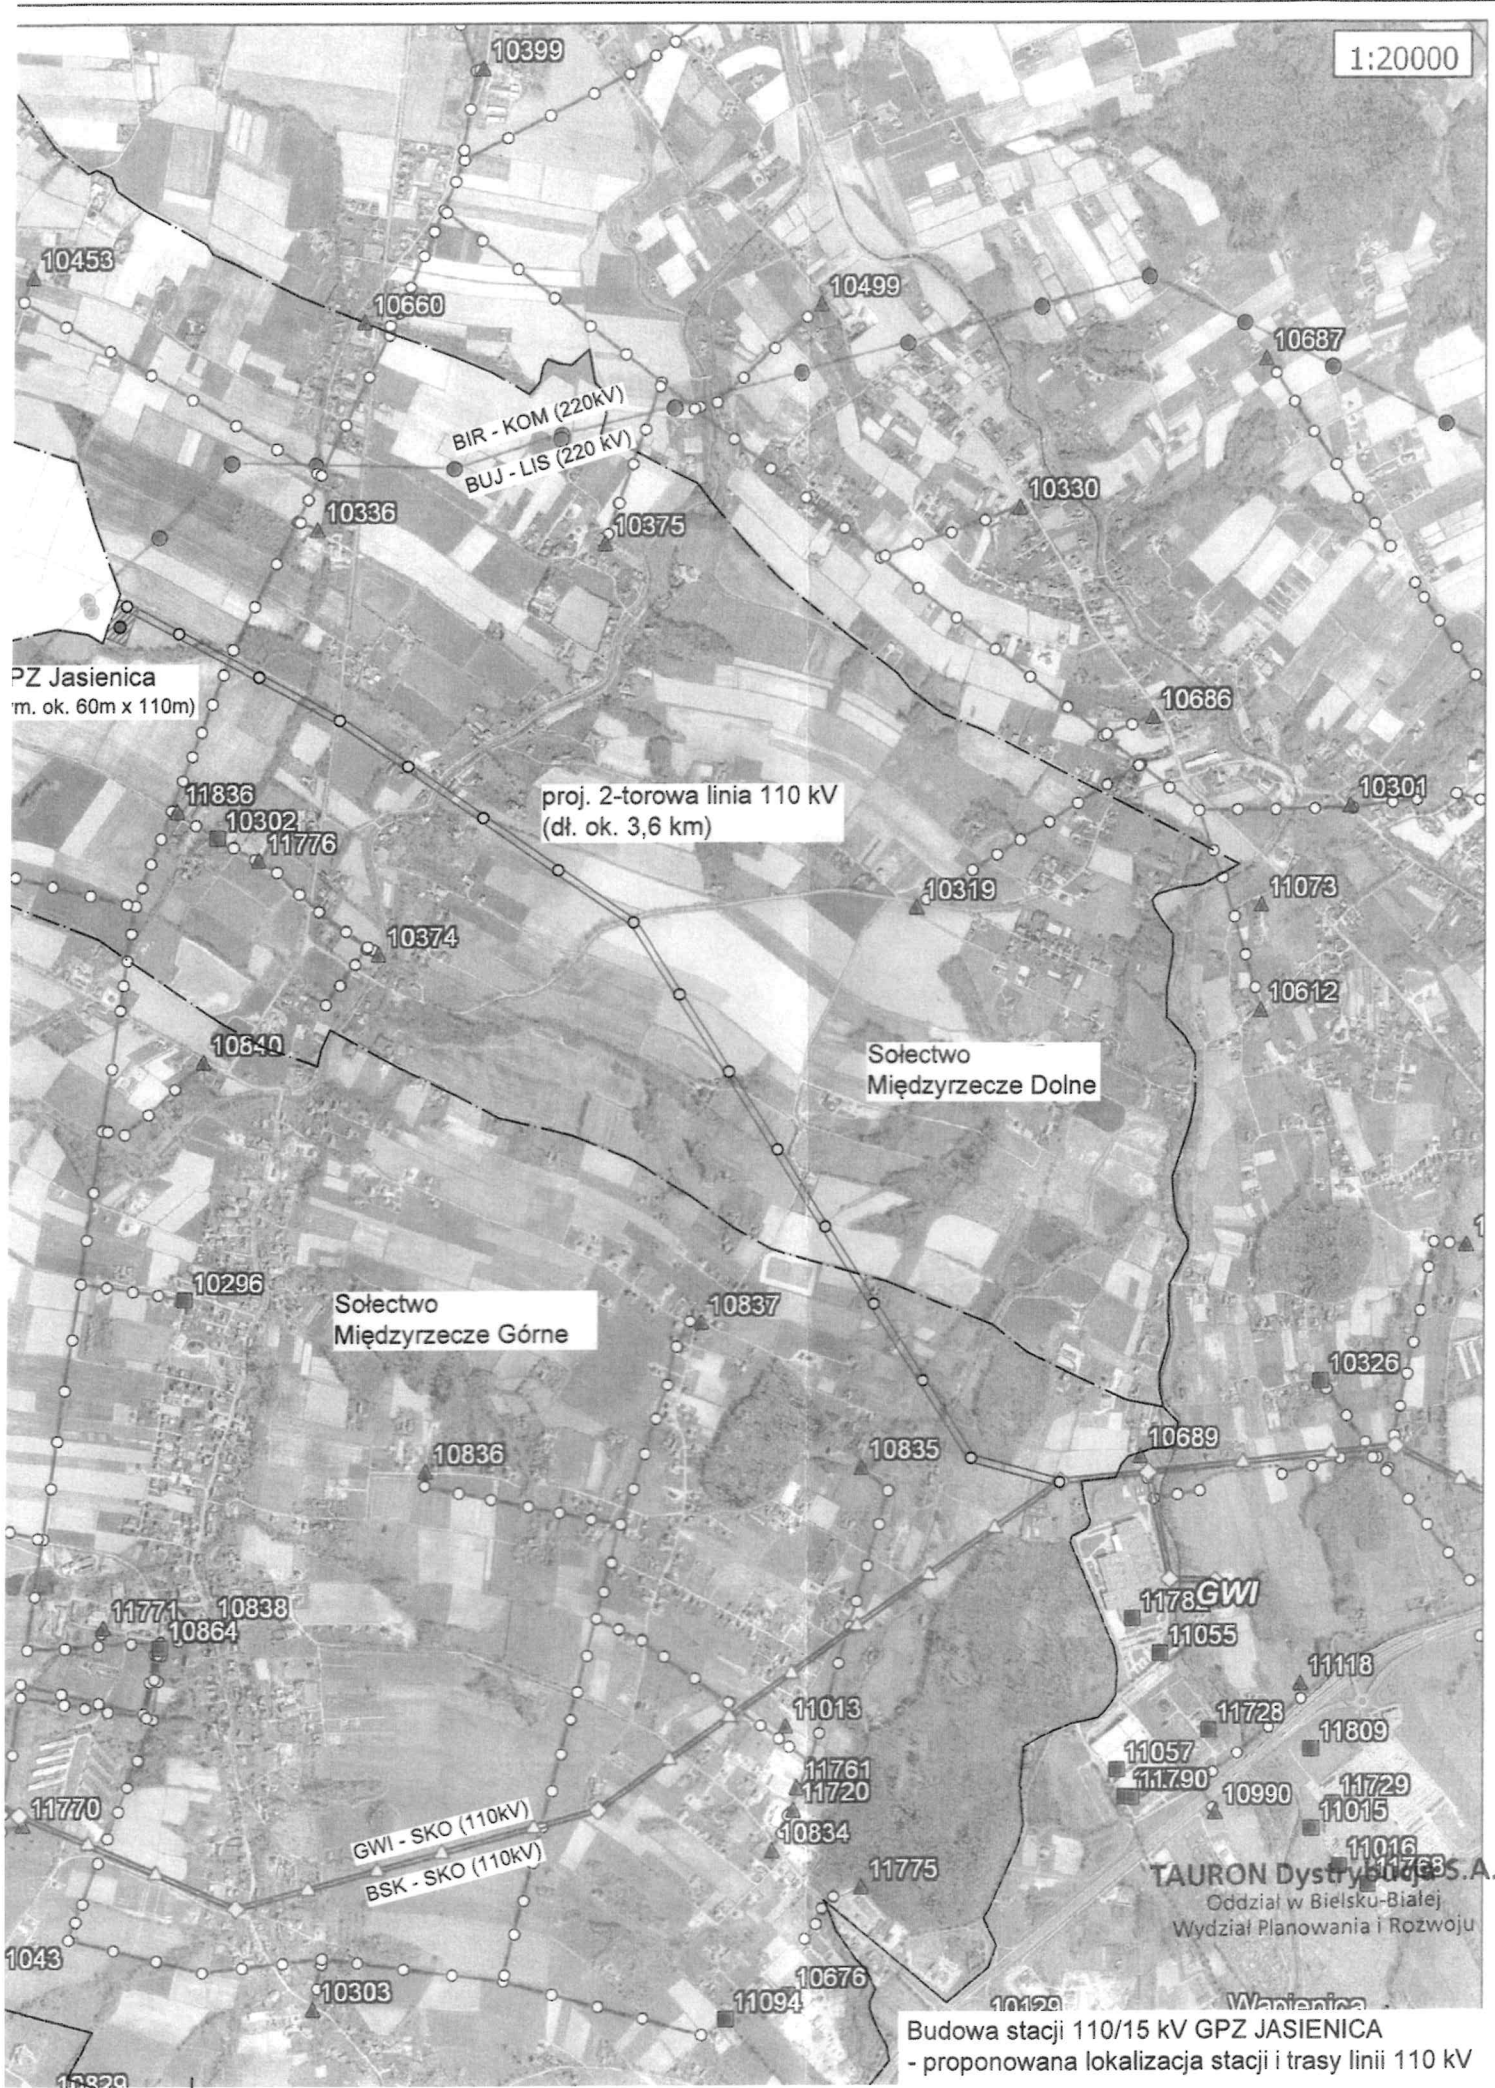 10399
1:20000
10453
10660
10499
10687
BIR - KOM (220kV)
BUJ - LIS (220 kV)
10336
10375
10330
PZ Jasienica
m. ok. 60m x 110m)
10686
11836
10302
11776
proj. 2-torowa linia 110 kV
(dł. ok. 3,6 km)
10301
10319
11073
10374
10612
10840
Sołectwo
Międzyrzecze Dolne
10296
Sołectwo
Międzyrzecze Górne
10837
10326
10836
10835
10689
GWI
11771
10838
10864
11055
11118
11013
11728
11809
11057
11790
11761
11720
11729
10990
11015
11770
GWI - SKO (110kV)
BSK - SKO (110kV)
10834
11016
11768
11775
TAURON Dystrybucja S.A.
Oddział w Bielsku-Białej
Wydział Planowania i Rozwoju
1043
10676
10303
11094
10129
Wapienica
Budowa stacji 110/15 kV GPZ JASIENICA
- proponowana lokalizacja stacji i trasy linii 110 kV
10829